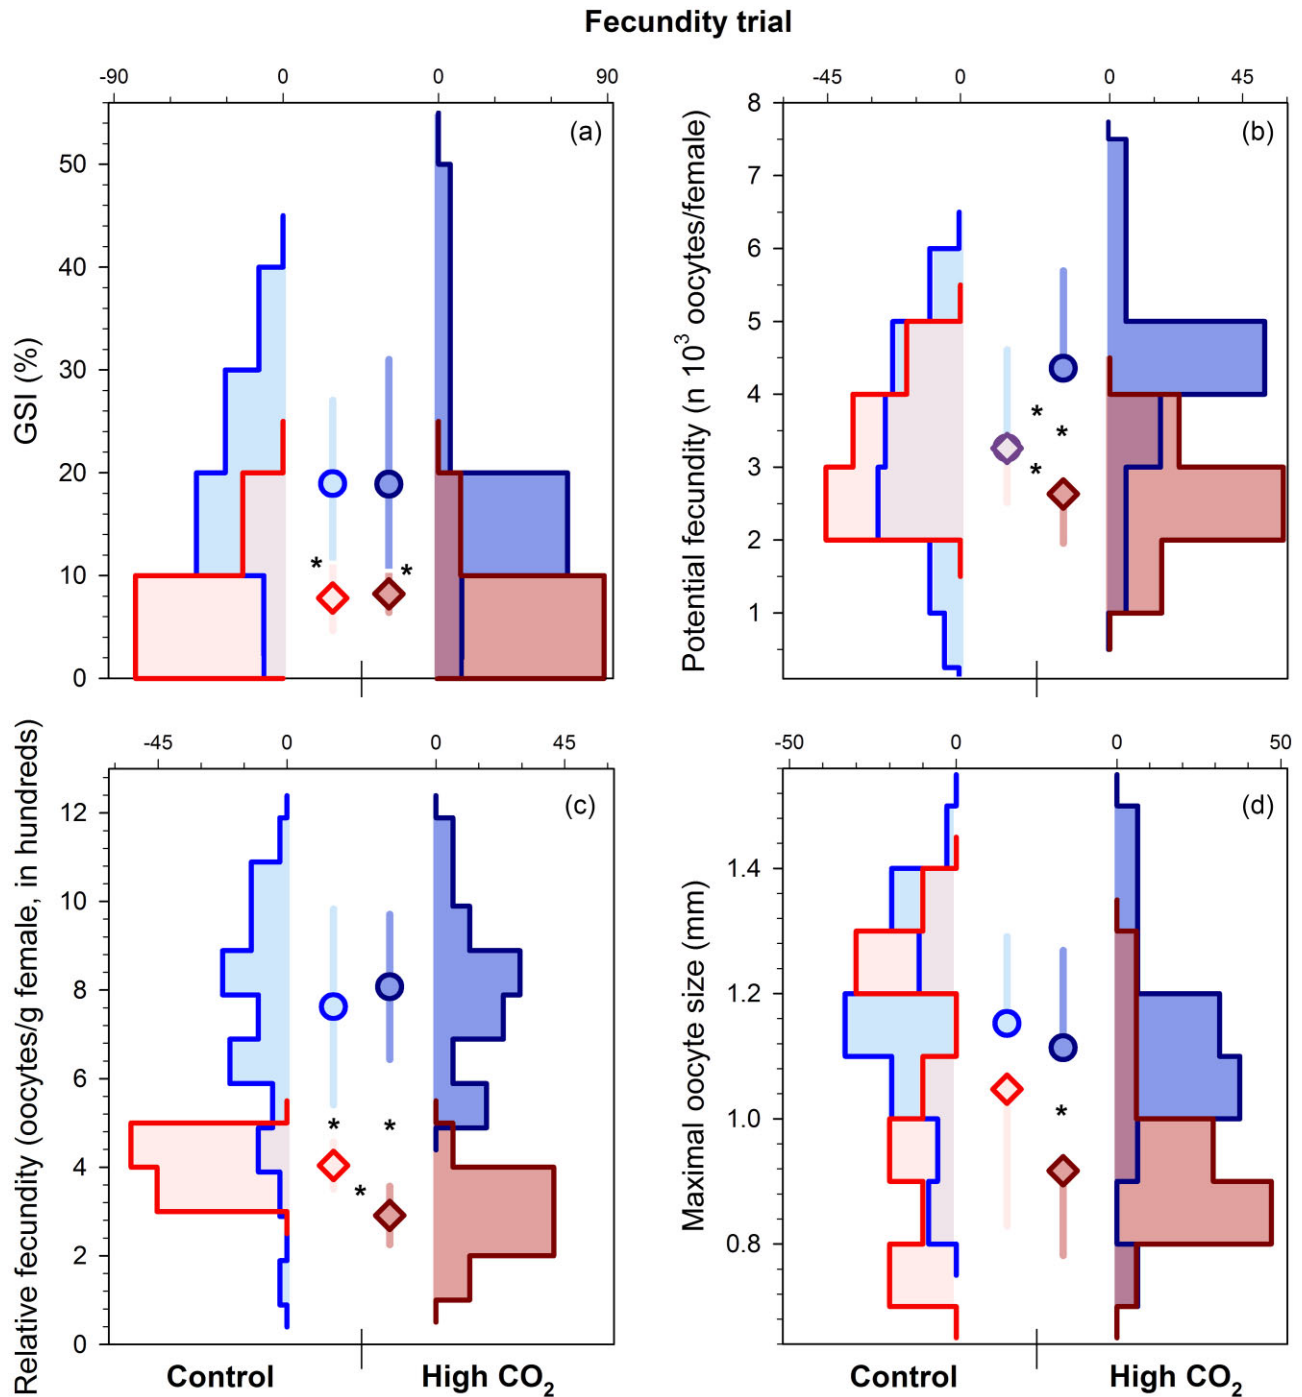 Fecundity trial
-90 0 0 90
-45 0 0 45
(a)
(b)
GSI (%)
50
40
30
20
10
0
* *
Potential fecundity (n 10³ oocytes/female)
8
7
6
5
4
3
2
1
*
*
*
-45 0 0 45
-50 0 0 50
(c)
(d)
Relative fecundity (oocytes/g female, in hundreds)
12
10
8
6
4
2
0
* *
*
Maximal oocyte size (mm)
1.4
1.2
1.0
0.8
*
Control High CO₂
Control High CO₂